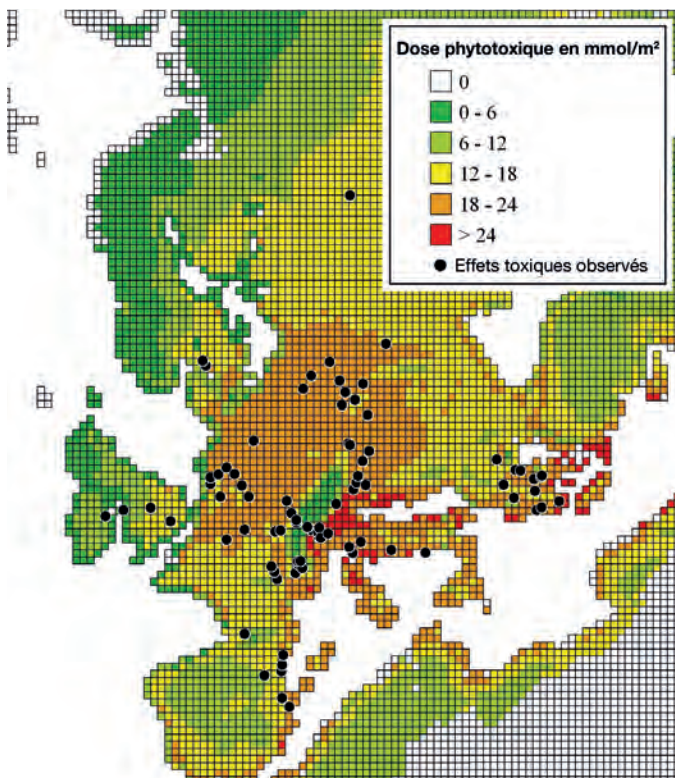 Dose phytotoxique en mmol/m²
0
0 - 6
6 - 12
12 - 18
18 - 24
> 24
Effets toxiques observés